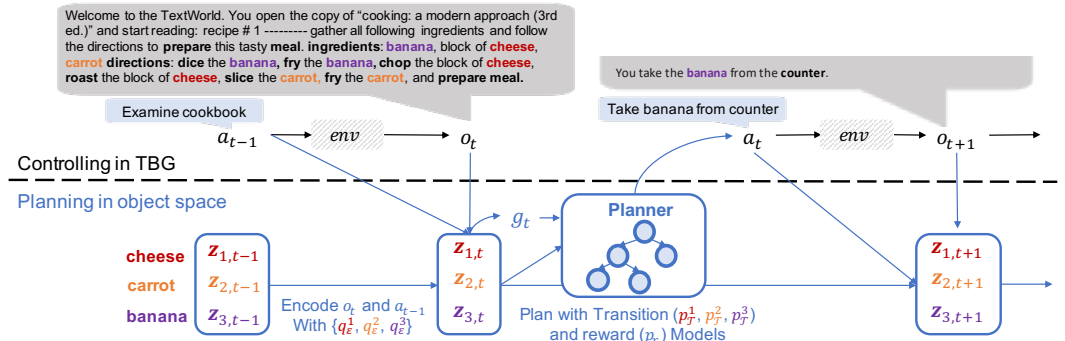 Welcome to the TextWorld. You open the copy of “cooking: a modern approach (3rd
ed.)” and start reading: recipe # 1 --------- gather all following ingredients and follow
the directions to prepare this tasty meal. ingredients: banana, block of cheese,
carrot directions: dice the banana, fry the banana, chop the block of cheese,
roast the block of cheese, slice the carrot, fry the carrot, and prepare meal.
You take the banana from the counter.
Examine cookbook
Take banana from counter
a_{t−1}
env
o_t
a_t
env
o_{t+1}
Controlling in TBG
Planning in object space
g_t
Planner
cheese
carrot
banana
z_{1,t−1}
z_{2,t−1}
z_{3,t−1}
Encode o_t and a_{t−1}
With {q_ε^1, q_ε^2, q_ε^3}
z_{1,t}
z_{2,t}
z_{3,t}
Plan with Transition (p_𝒯^1, p_𝒯^2, p_𝒯^3)
and reward (p_r) Models
z_{1,t+1}
z_{2,t+1}
z_{3,t+1}